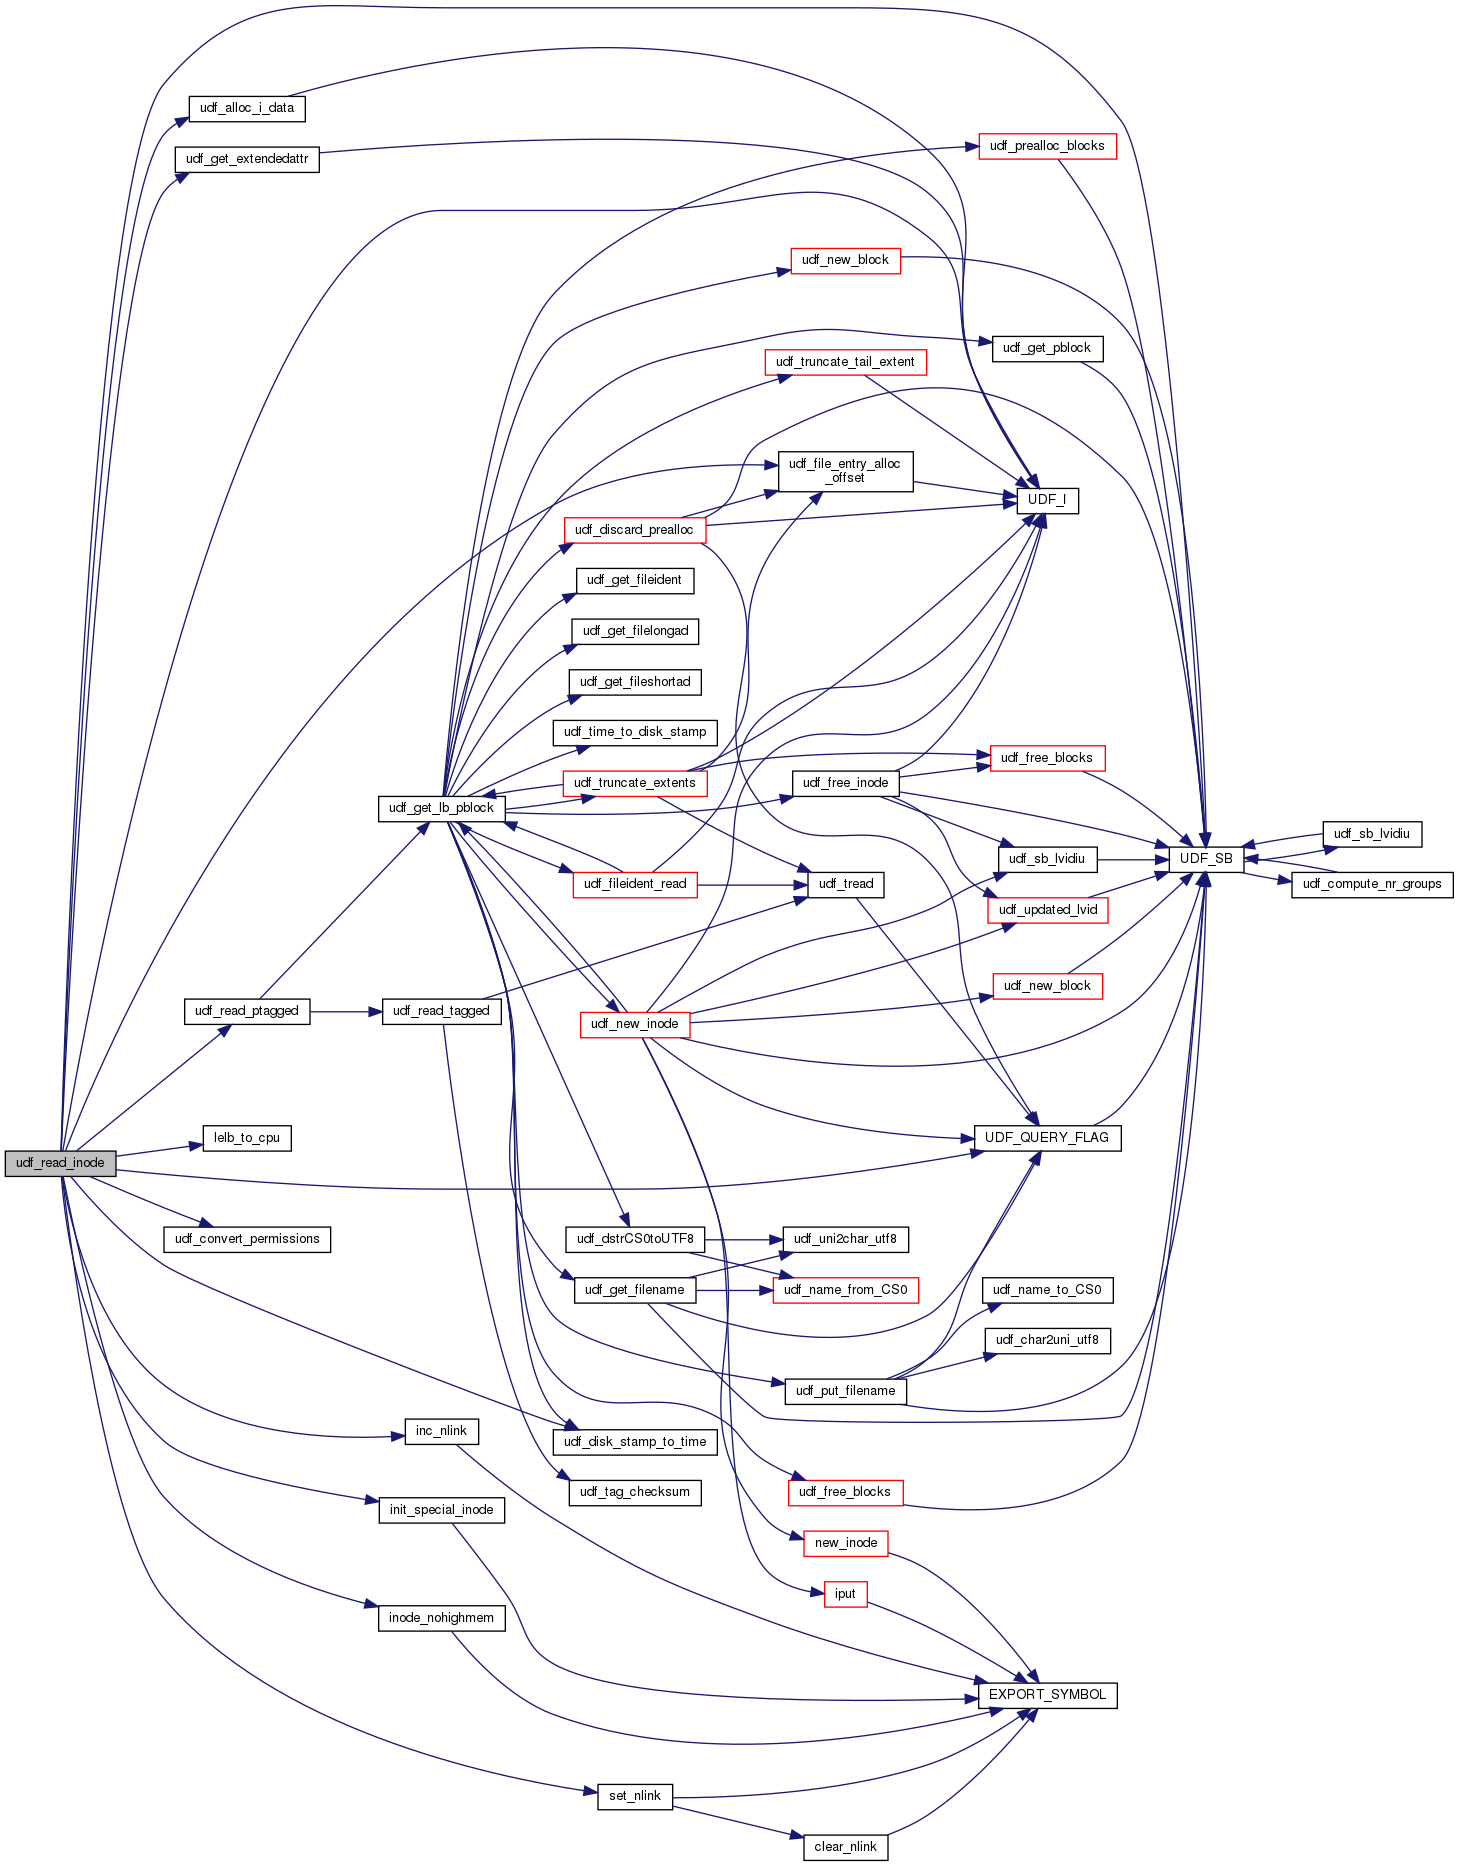 udf_alloc_i_data
udf_get_extendedattr
udf_prealloc_blocks
udf_new_block
udf_get_pblock
udf_truncate_tail_extent
udf_file_entry_alloc
_offset
UDF_I
udf_discard_prealloc
udf_get_fileident
udf_get_filelongad
udf_get_fileshortad
udf_time_to_disk_stamp
udf_free_blocks
udf_truncate_extents
udf_free_inode
udf_get_lb_pblock
udf_sb_lvidiu
udf_sb_lvidiu
UDF_SB
udf_fileident_read
udf_tread
udf_compute_nr_groups
udf_updated_lvid
udf_new_block
udf_read_ptagged
udf_read_tagged
udf_new_inode
lelb_to_cpu
UDF_QUERY_FLAG
udf_read_inode
udf_convert_permissions
udf_dstrCS0toUTF8
udf_uni2char_utf8
udf_get_filename
udf_name_from_CS0
udf_name_to_CS0
udf_char2uni_utf8
udf_put_filename
inc_nlink
udf_disk_stamp_to_time
udf_tag_checksum
udf_free_blocks
init_special_inode
new_inode
iput
inode_nohighmem
EXPORT_SYMBOL
set_nlink
clear_nlink